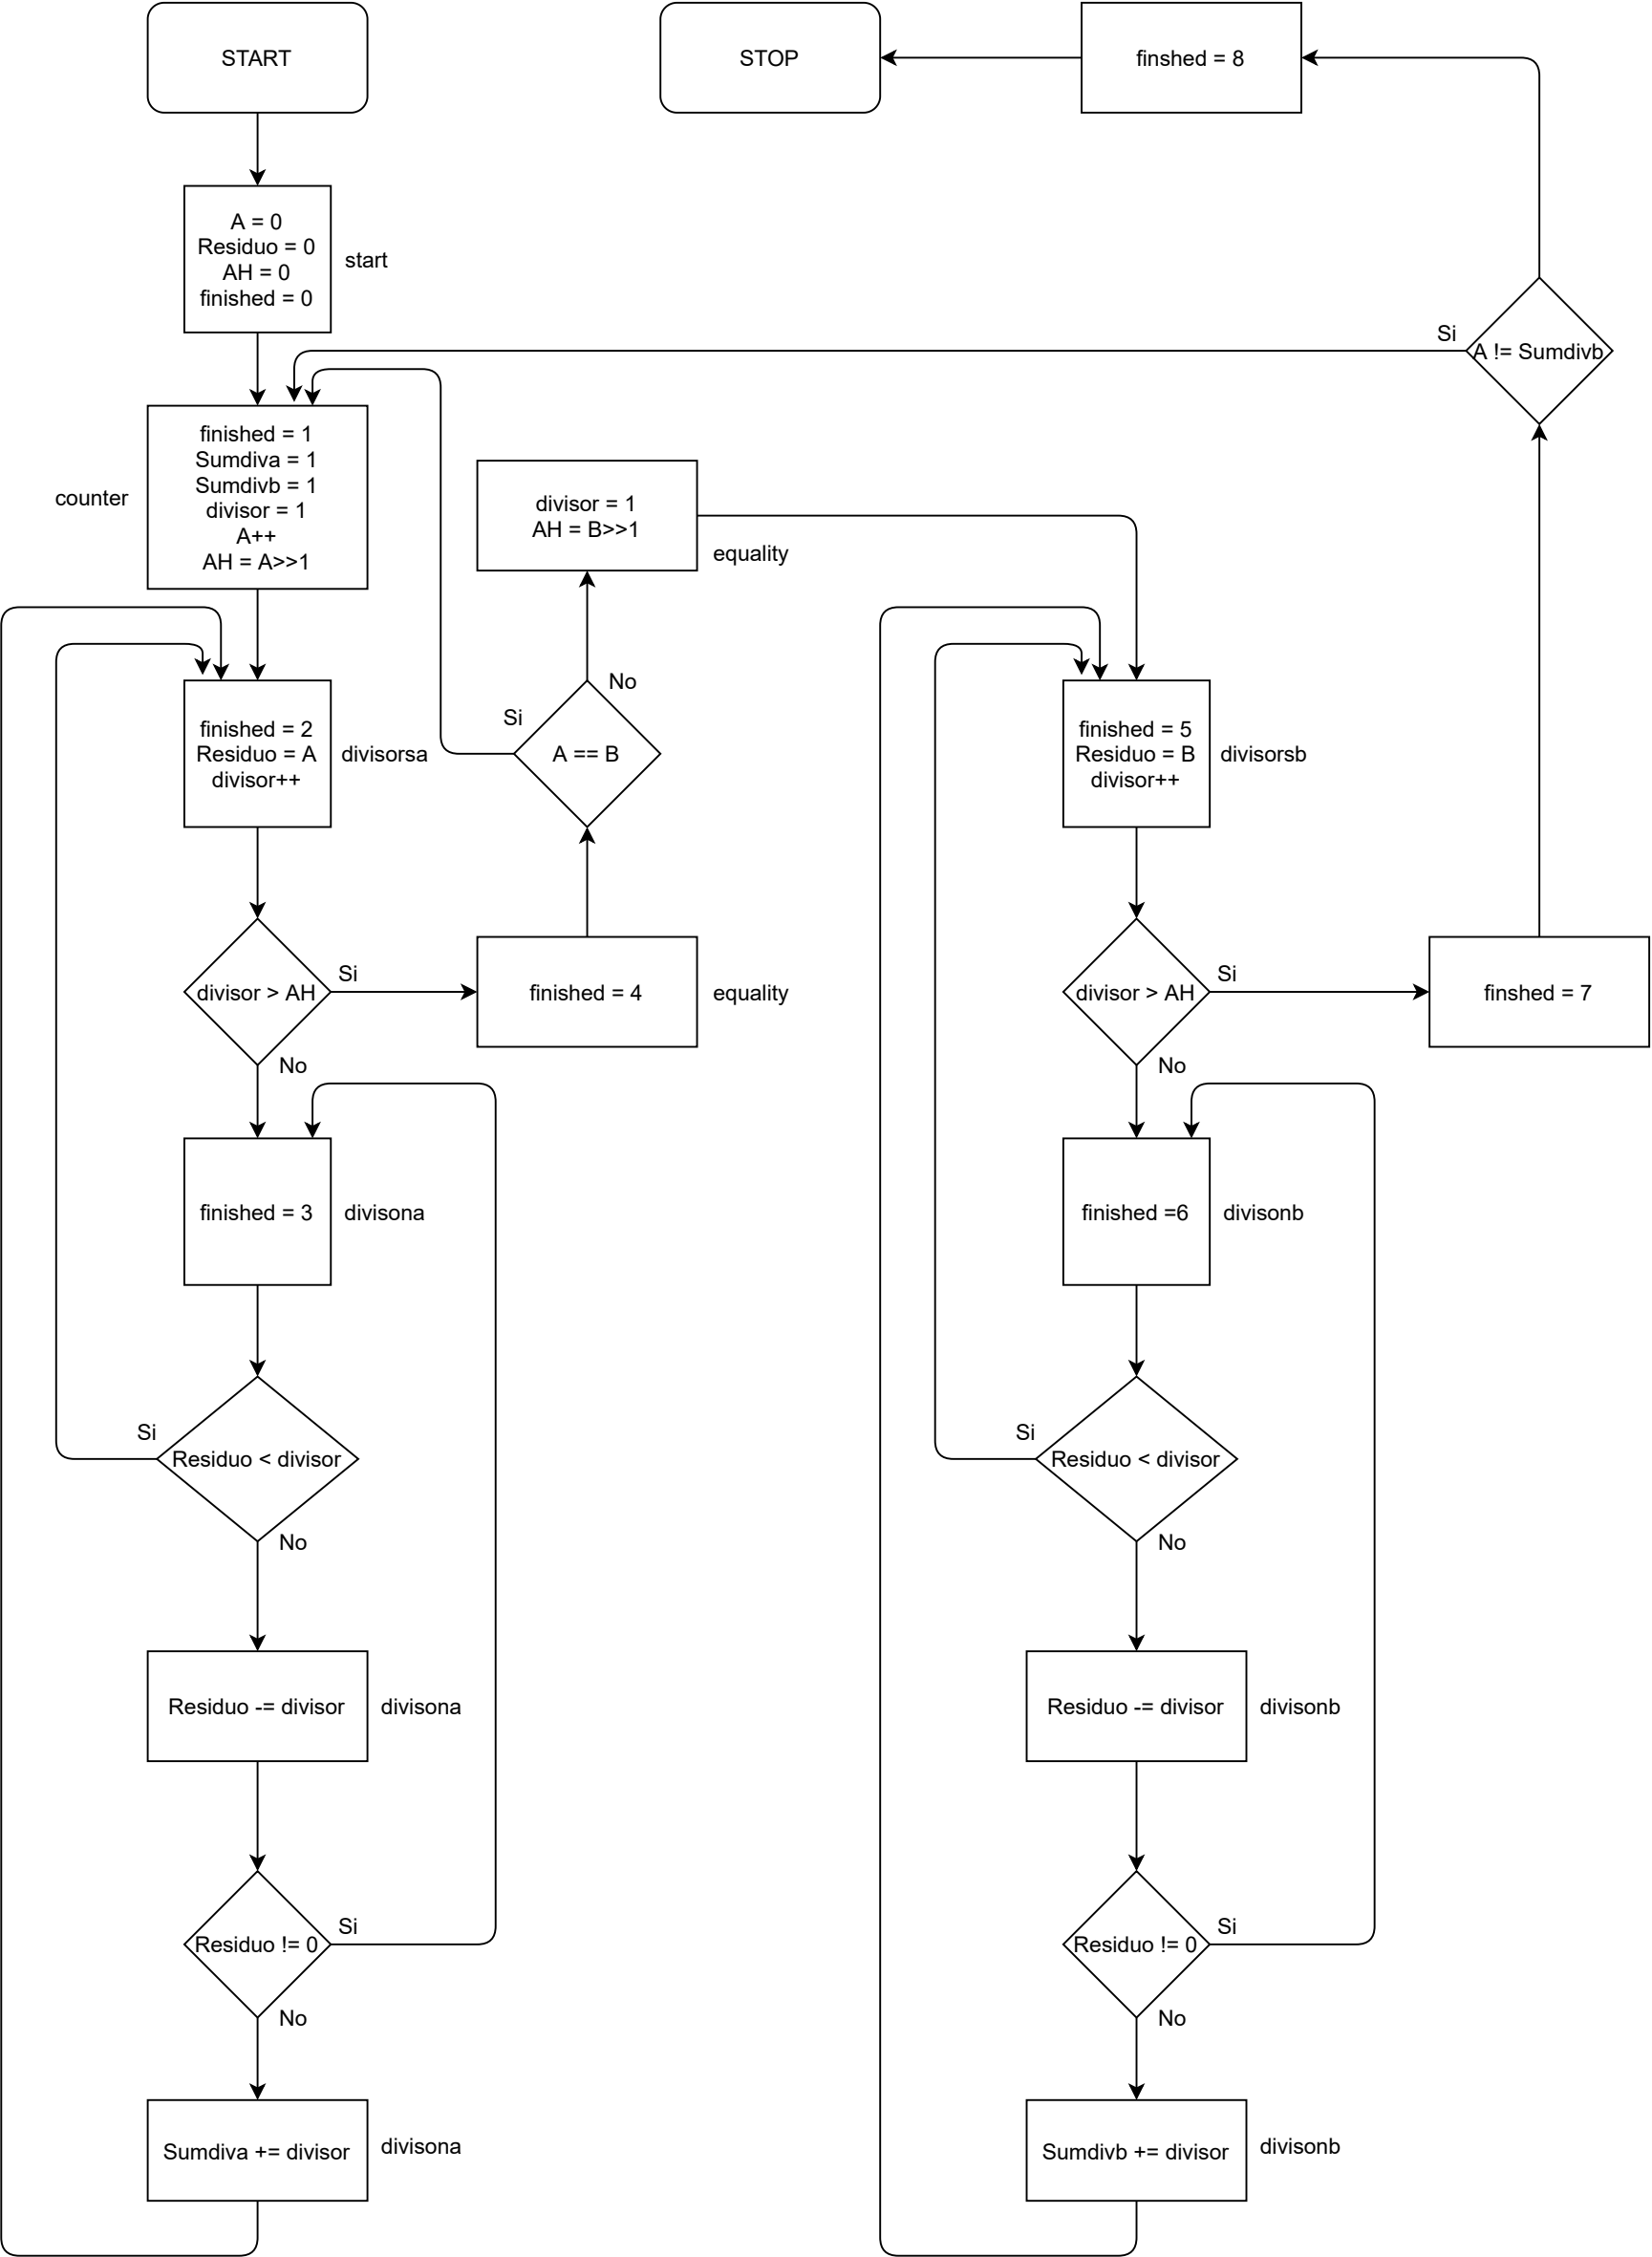 START
STOP
finshed = 8
A = 0
Residuo = 0
AH = 0
finished = 0
start
Si
A != Sumdivb
finished = 1
Sumdiva = 1
Sumdivb = 1
divisor = 1
A++
AH = A>>1
counter
divisor = 1
AH = B>>1
equality
No
Si
A == B
finished = 2
Residuo = A
divisor++
divisorsa
finished = 5
Residuo = B
divisor++
divisorsb
divisor > AH
Si
No
finished = 4
equality
divisor > AH
Si
No
finshed = 7
finished = 3
divisona
finished =6
divisonb
Si
Residuo < divisor
No
Si
Residuo < divisor
No
Residuo -= divisor
divisona
Residuo -= divisor
divisonb
Si
Residuo != 0
No
Si
Residuo != 0
No
Sumdiva += divisor
divisona
Sumdivb += divisor
divisonb